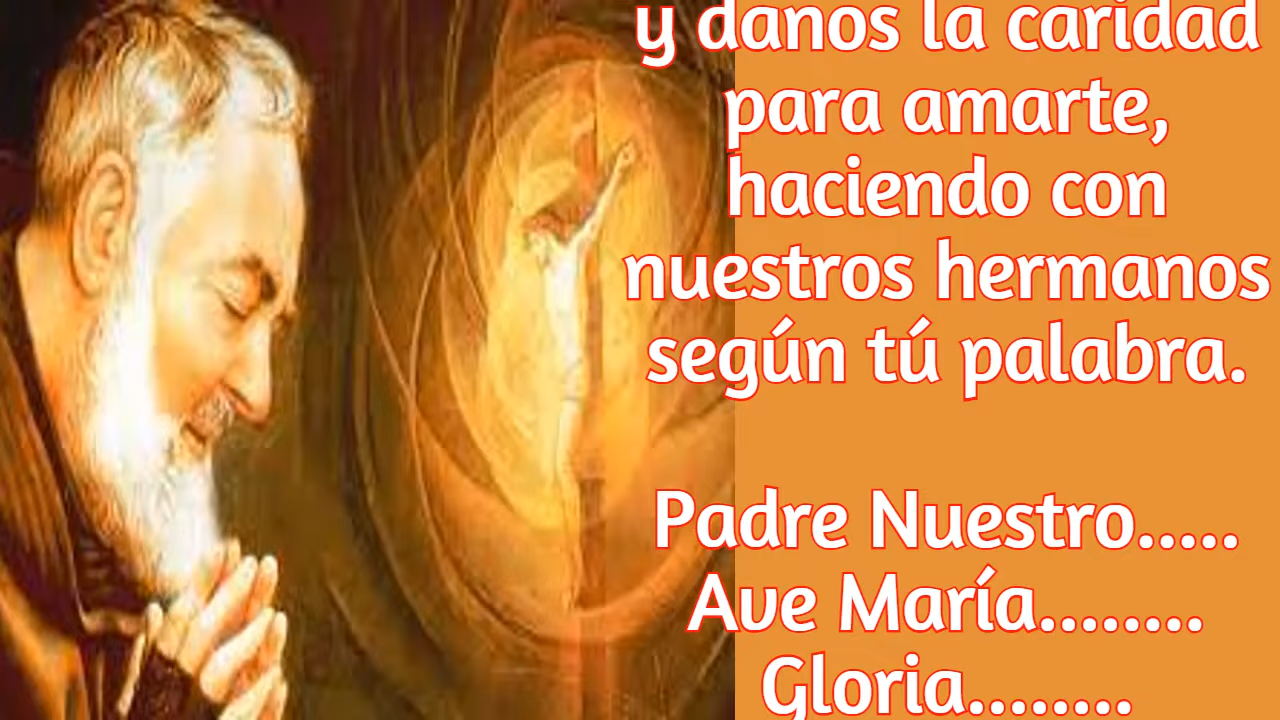 y danos la caridad
para amarte,
haciendo con
nuestros hermanos
según tú palabra.
Padre Nuestro.....
Ave María........
Gloria........